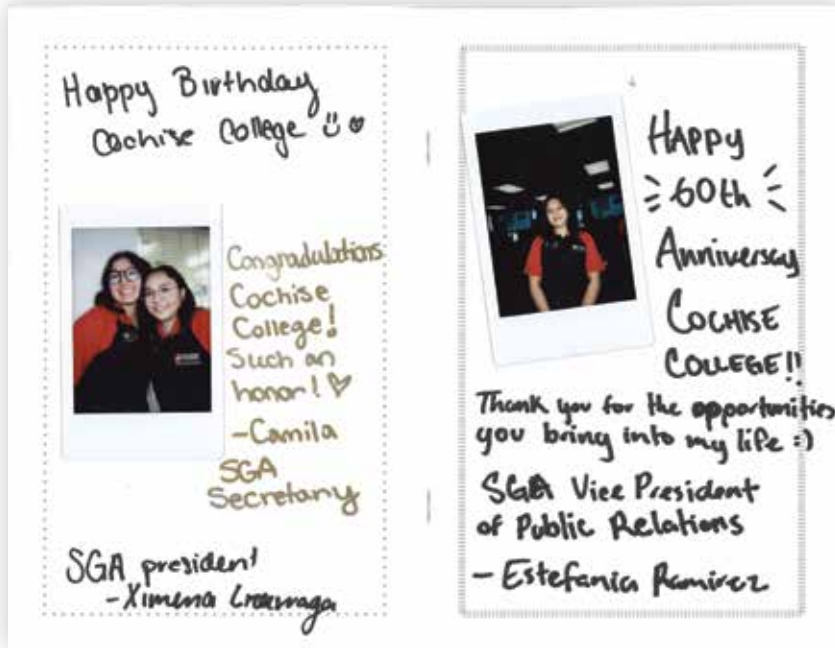 Happy Birthday
Cochise College
Congradulations
Cochise
College!
Such an
honor! ♡
-Camila
SGA
Secretary
SGA president
- Ximena
HAPPY
60th
Anniversay
COCHISE
COLLEGE!!
Thank you for the opportunities
you bring into my life :)
SGA Vice President
of Public Relations
- Estefania Ramirez